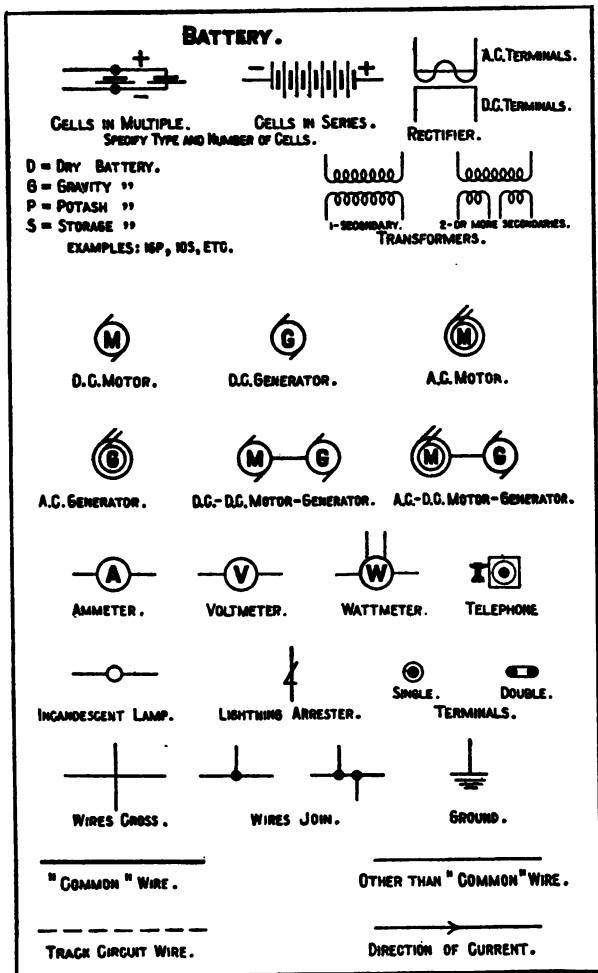 BATTERY.
+
-
- +
A.C. TERMINALS.
D.C. TERMINALS.
CELLS IN MULTIPLE. CELLS IN SERIES. RECTIFIER.
SPECIFY TYPE AND NUMBER OF CELLS.
D = DRY BATTERY.
G = GRAVITY "
P = POTASH "
S = STORAGE "
EXAMPLES: 16P, 10S, ETC.
1-SECONDARY. 2-OR MORE SECONDARIES.
TRANSFORMERS.
M G M
D.C. MOTOR. D.C. GENERATOR. A.C. MOTOR.
G M G M G
A.C. GENERATOR. D.C.-D.C. MOTOR-GENERATOR. A.C.-D.C. MOTOR-GENERATOR.
A V W
AMMETER. VOLTMETER. WATTMETER. TELEPHONE
SINGLE. DOUBLE.
INCANDESCENT LAMP. LIGHTNING ARRESTER. TERMINALS.
WIRES CROSS. WIRES JOIN. GROUND.
"COMMON" WIRE. OTHER THAN "COMMON" WIRE.
TRACK CIRCUIT WIRE. DIRECTION OF CURRENT.